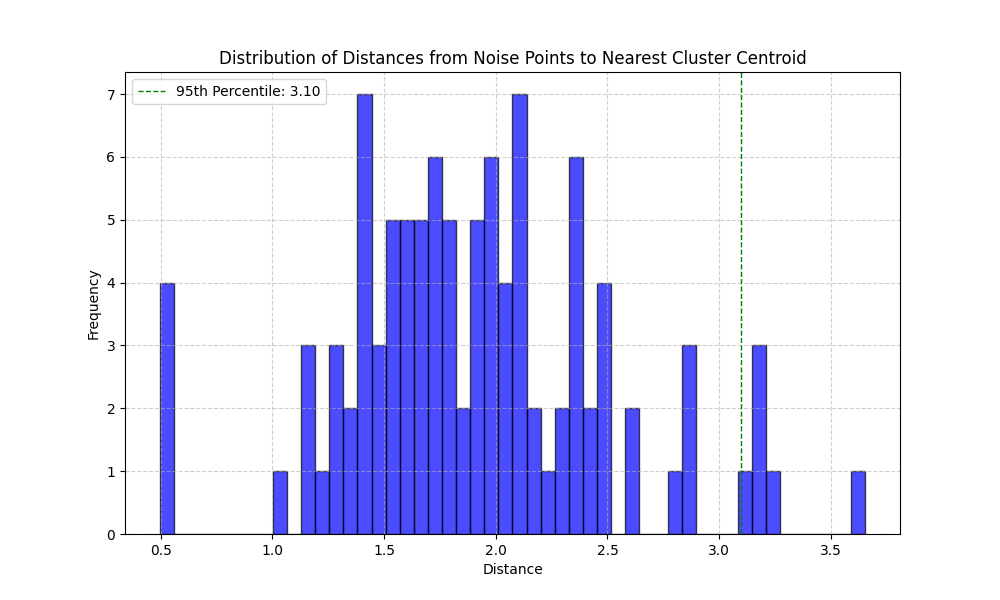 Distribution of Distances from Noise Points to Nearest Cluster Centroid
95th Percentile: 3.10
7
6
5
4
3
2
1
0
Frequency
0.5 1.0 1.5 2.0 2.5 3.0 3.5
Distance